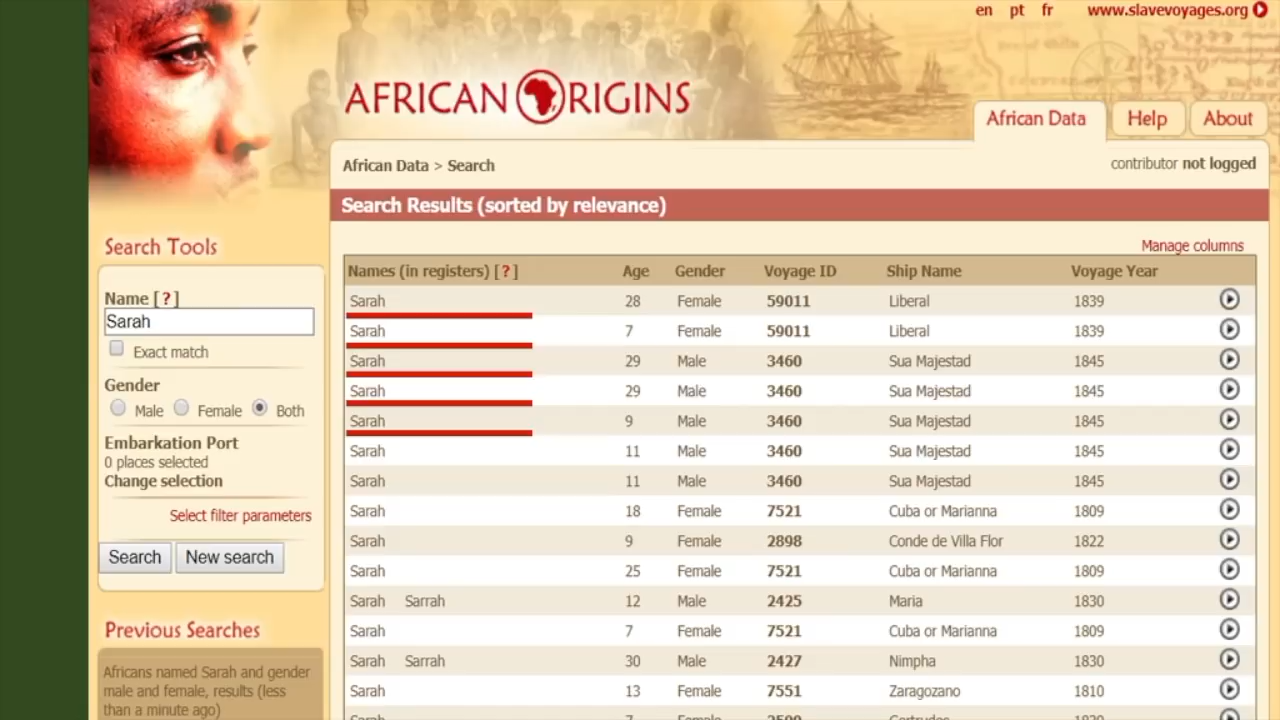 en pt fr www.slavevoyages.org
AFRICAN ORIGINS
African Data Help About
African Data > Search
contributor not logged
Search Results (sorted by relevance)
Manage columns
Search Tools
Name [ ? ]
Sarah
Exact match
Gender
Male Female Both
Embarkation Port
0 places selected
Change selection
Select filter parameters
Search New search
Previous Searches
Africans named Sarah and gender
male and female, results (less
than a minute ago)
Names (in registers) [ ? ] Age Gender Voyage ID Ship Name Voyage Year
Sarah 28 Female 59011 Liberal 1839
Sarah 7 Female 59011 Liberal 1839
Sarah 29 Male 3460 Sua Majestad 1845
Sarah 29 Male 3460 Sua Majestad 1845
Sarah 9 Male 3460 Sua Majestad 1845
Sarah 11 Male 3460 Sua Majestad 1845
Sarah 11 Male 3460 Sua Majestad 1845
Sarah 18 Female 7521 Cuba or Marianna 1809
Sarah 9 Female 2898 Conde de Villa Flor 1822
Sarah 25 Female 7521 Cuba or Marianna 1809
Sarah Sarrah 12 Male 2425 Maria 1830
Sarah 7 Female 7521 Cuba or Marianna 1809
Sarah Sarrah 30 Male 2427 Nimpha 1830
Sarah 13 Female 7551 Zaragozano 1810